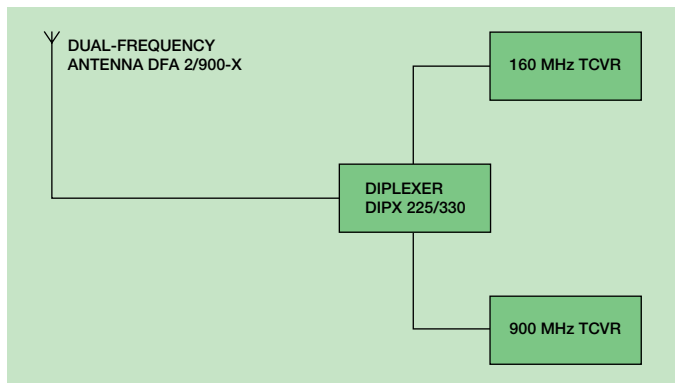 DUAL-FREQUENCY
ANTENNA DFA 2/900-X
160 MHz TCVR
DIPLEXER
DIPX 225/330
900 MHz TCVR